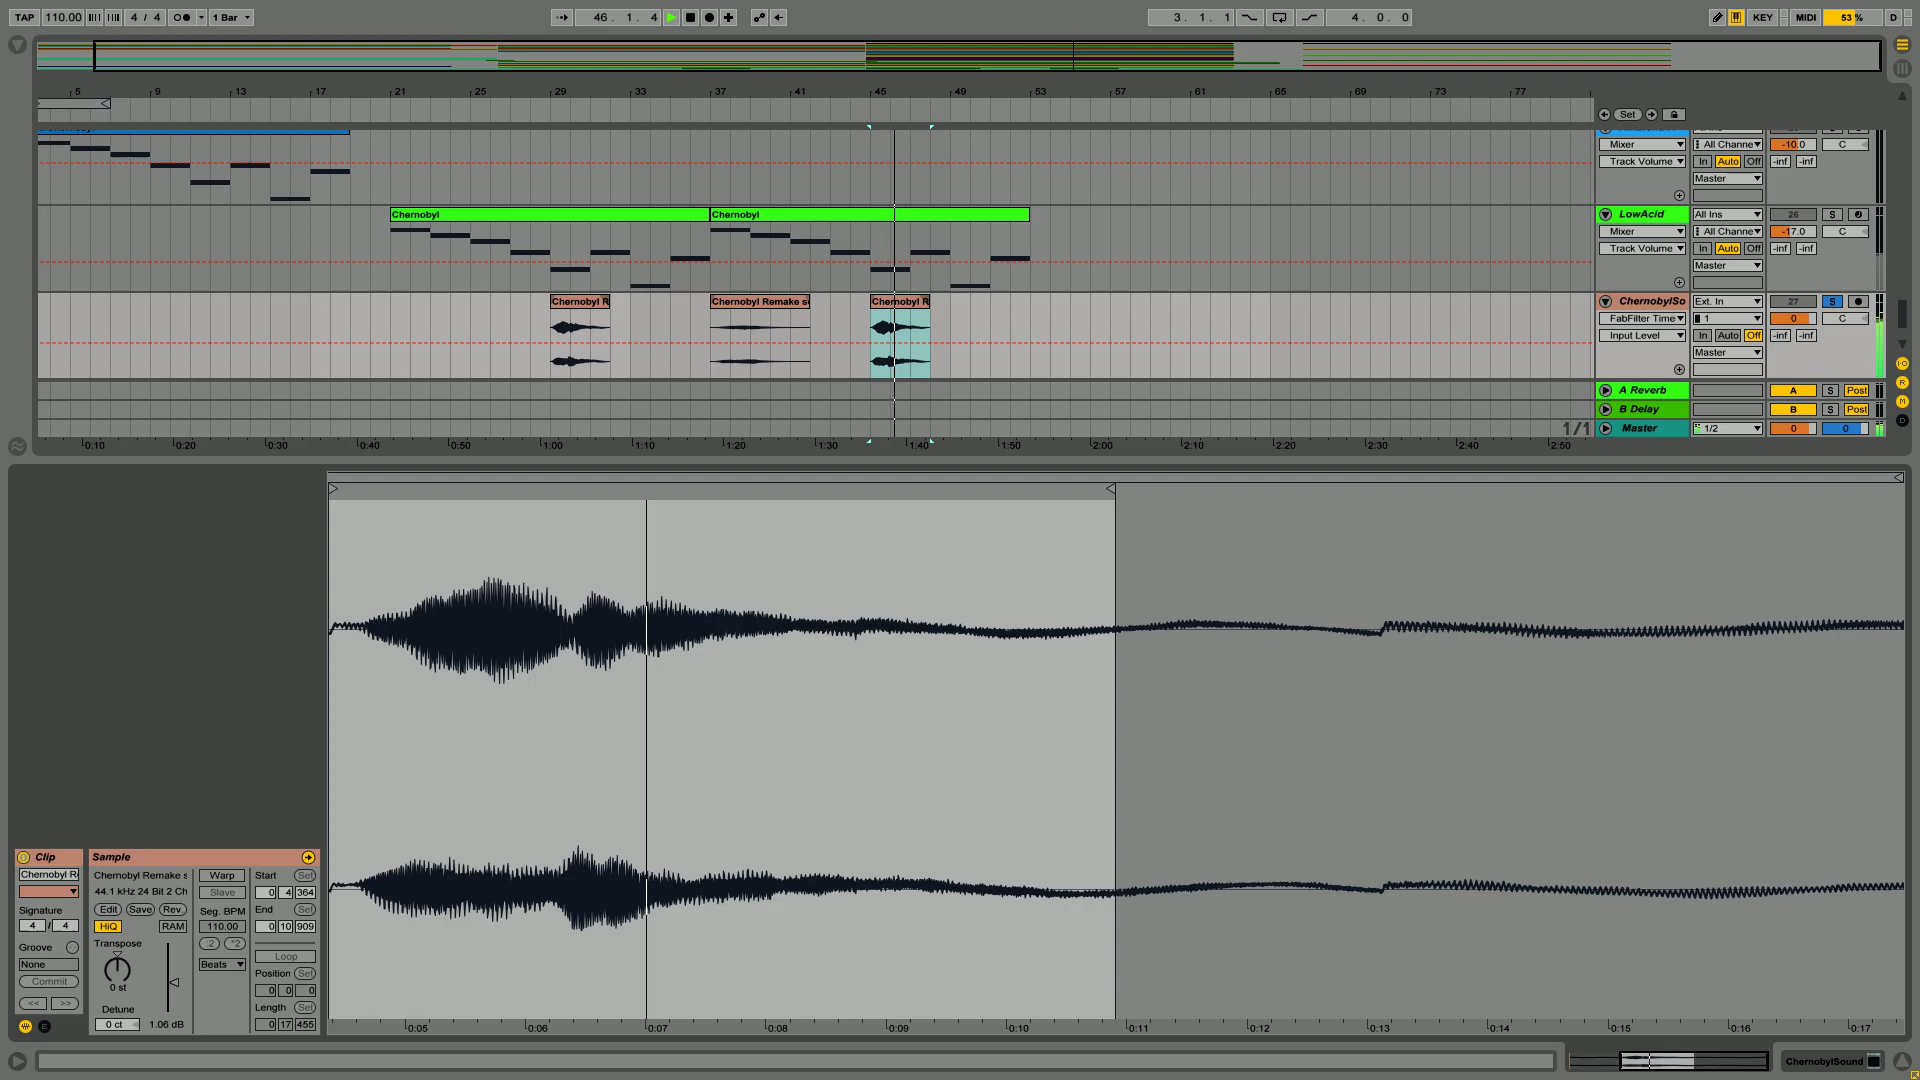 TAP 110.00 4 / 4 1 Bar 46. 1. 4 3. 1. 1 4. 0. 0 KEY MIDI 53 % D
5 9 13 17 21 25 29 33 37 41 45 49 53 57 61 65 69 73 77
Set
Mixer All Channe -10.0 C
Track Volume In Auto Off -inf -inf
Master
Chernobyl Chernobyl LowAcid All Ins 26 S
Mixer All Channe -17.0 C
Track Volume In Auto Off -inf -inf
Master
Chernobyl R Chernobyl Remake s Chernobyl R ChernobylSo Ext. In 27 S
FabFilter Time 1 0 C
Input Level In Auto Off -inf -inf
Master
A Reverb A S Post
B Delay B S Post
1/1 Master 1/2 0 0
0:10 0:20 0:30 0:40 0:50 1:00 1:10 1:20 1:30 1:40 1:50 2:00 2:10 2:20 2:30 2:40 2:50
Clip
Chernobyl R
Signature
4 / 4
Groove
None
Commit
<< >>
Sample
Chernobyl Remake s
44.1 kHz 24 Bit 2 Ch
Edit Save Rev.
HiQ RAM
Transpose
0 st
Detune
0 ct 1.06 dB
Warp
Slave
Seg. BPM
110.00
:2 *2
Beats
Start Set
0 4 364
End Set
0 10 909
Loop
Position Set
0 0 0
Length Set
0 17 455
0:05 0:06 0:07 0:08 0:09 0:10 0:11 0:12 0:13 0:14 0:15 0:16 0:17
ChernobylSound